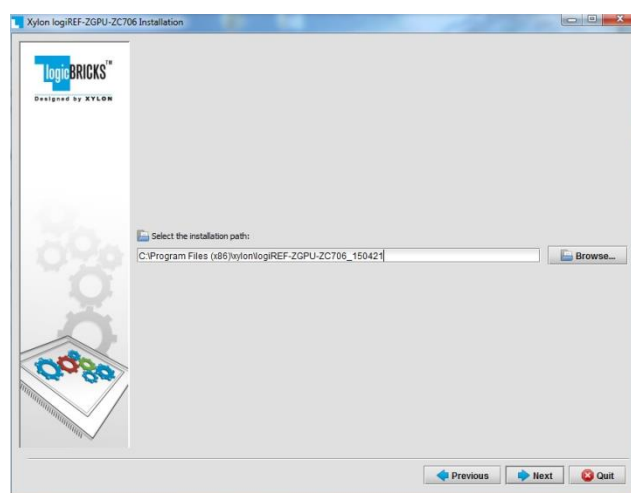 Xylon logiREF-ZGPU-ZC706 Installation
logicBRICKS™
Designed by XYLON
Select the installation path:
C:\Program Files (x86)\xylon\logiREF-ZGPU-ZC706_150421
Browse...
Previous
Next
Quit